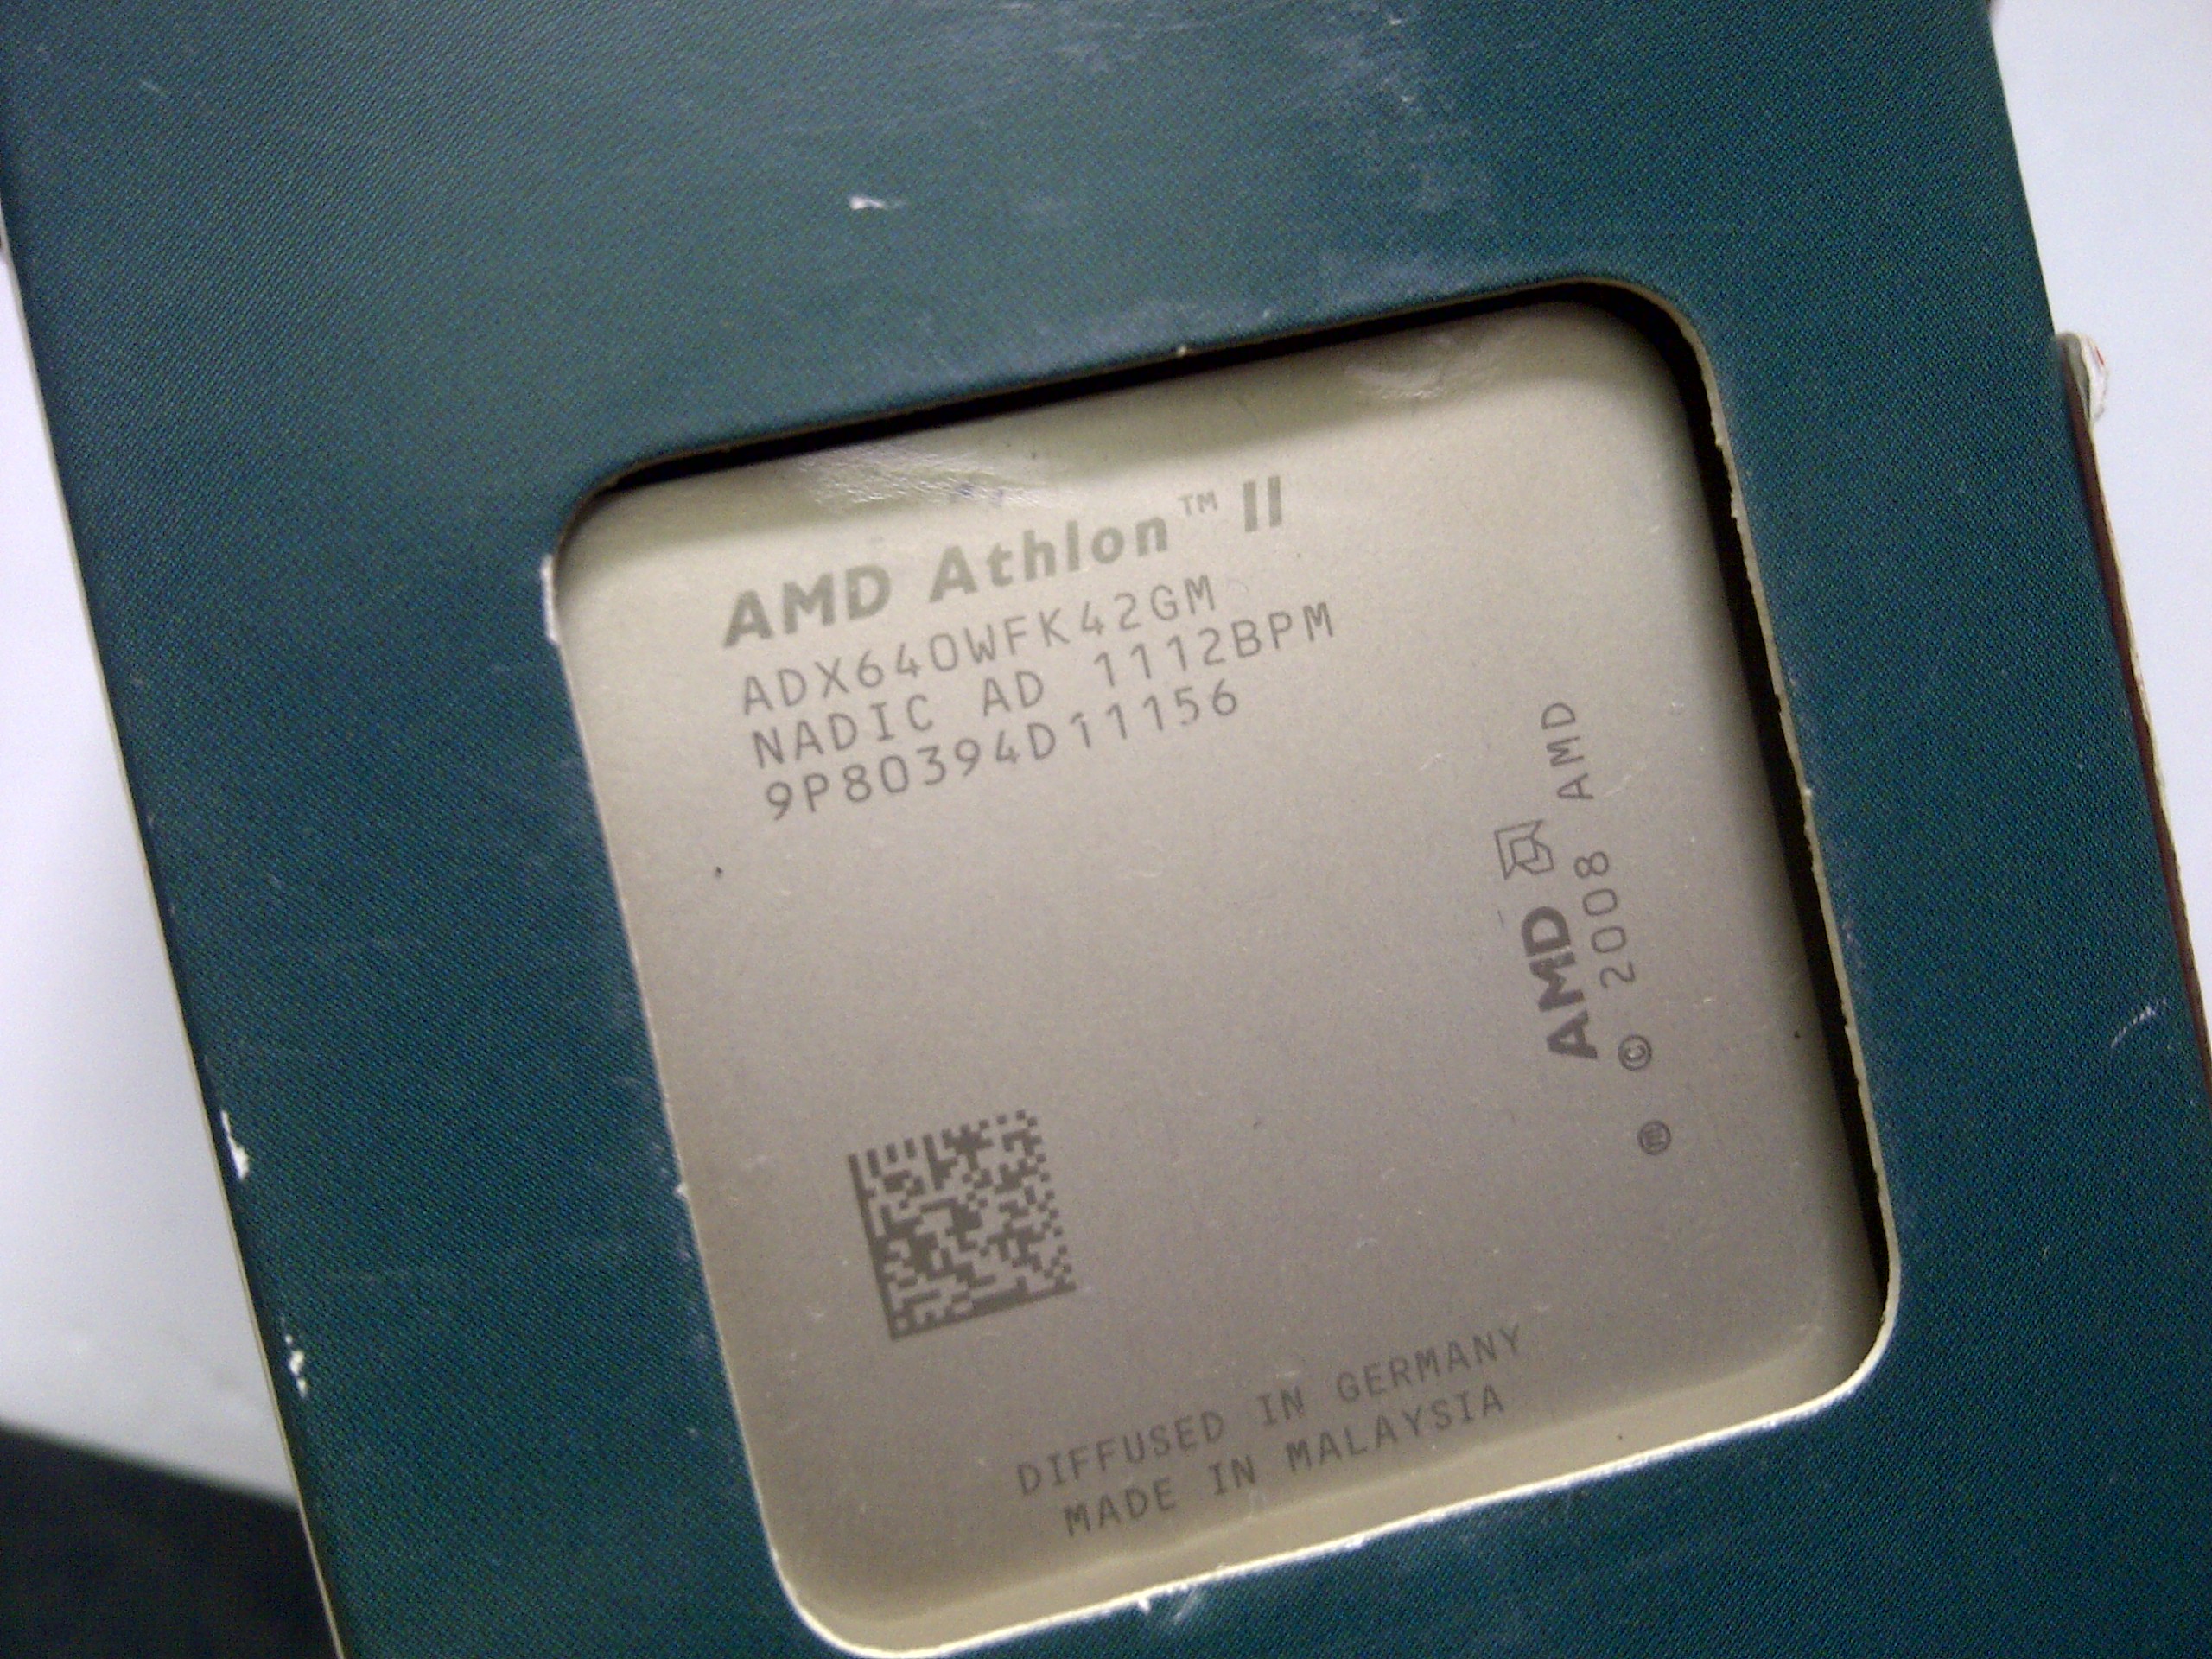 AMD Athlon™ II
ADX640WFK42GM
NADIC AD 1112BPM
9P80394D11156
AMD
ⓜ © 2008 AMD
DIFFUSED IN GERMANY
MADE IN MALAYSIA